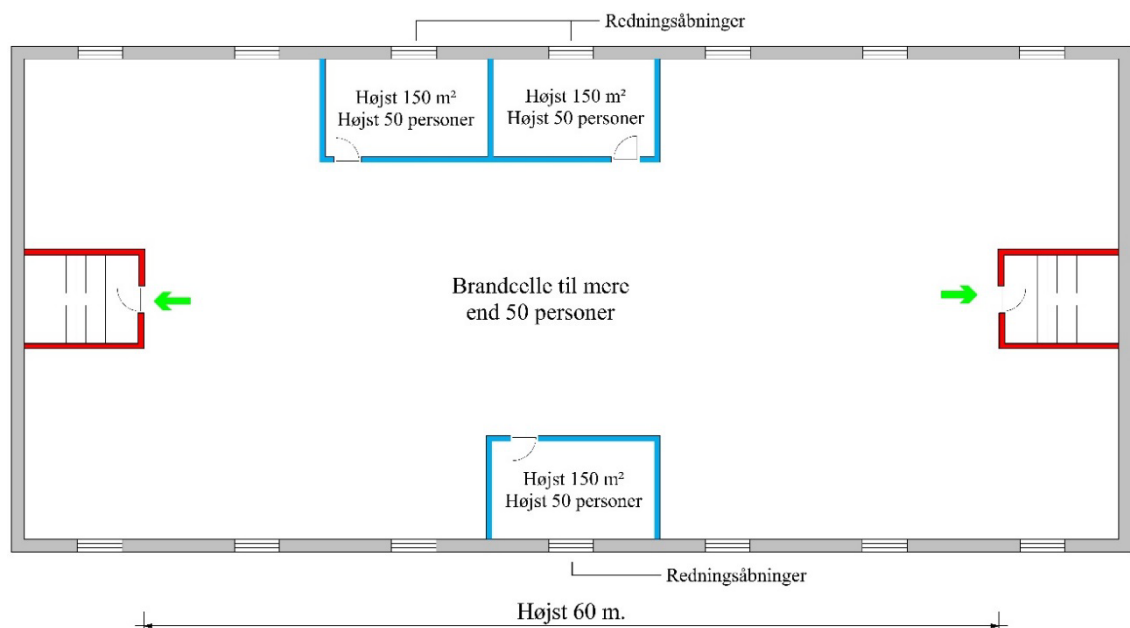 Redningsåbninger
Højst 150 m²
Højst 50 personer
Højst 150 m²
Højst 50 personer
Brandcelle til mere
end 50 personer
Højst 150 m²
Højst 50 personer
Redningsåbninger
Højst 60 m.